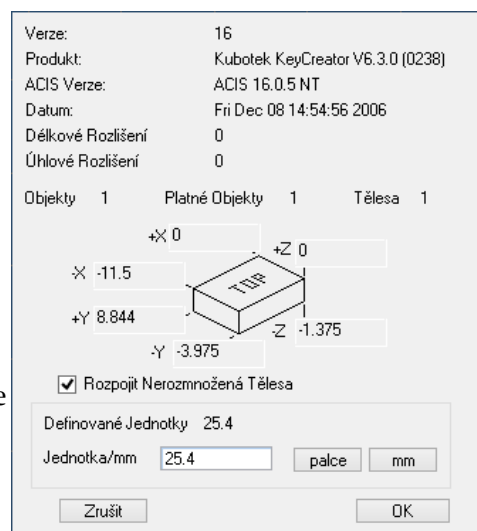 Verze: 16
Produkt: Kubotek KeyCreator V6.3.0 (0238)
ACIS Verze: ACIS 16.0.5 NT
Datum: Fri Dec 08 14:54:56 2006
Délkové Rozlišení 0
Úhlové Rozlišení 0
Objekty 1 Platné Objekty 1 Tělesa 1
+X 0
+Z 0
-X -11.5
TOP
+Y 8.844
-Z -1.375
-Y -3.975
e
Rozpojit Nerozmnožená Tělesa
Definované Jednotky 25.4
Jednotka/mm 25.4 palce mm
Zrušit OK